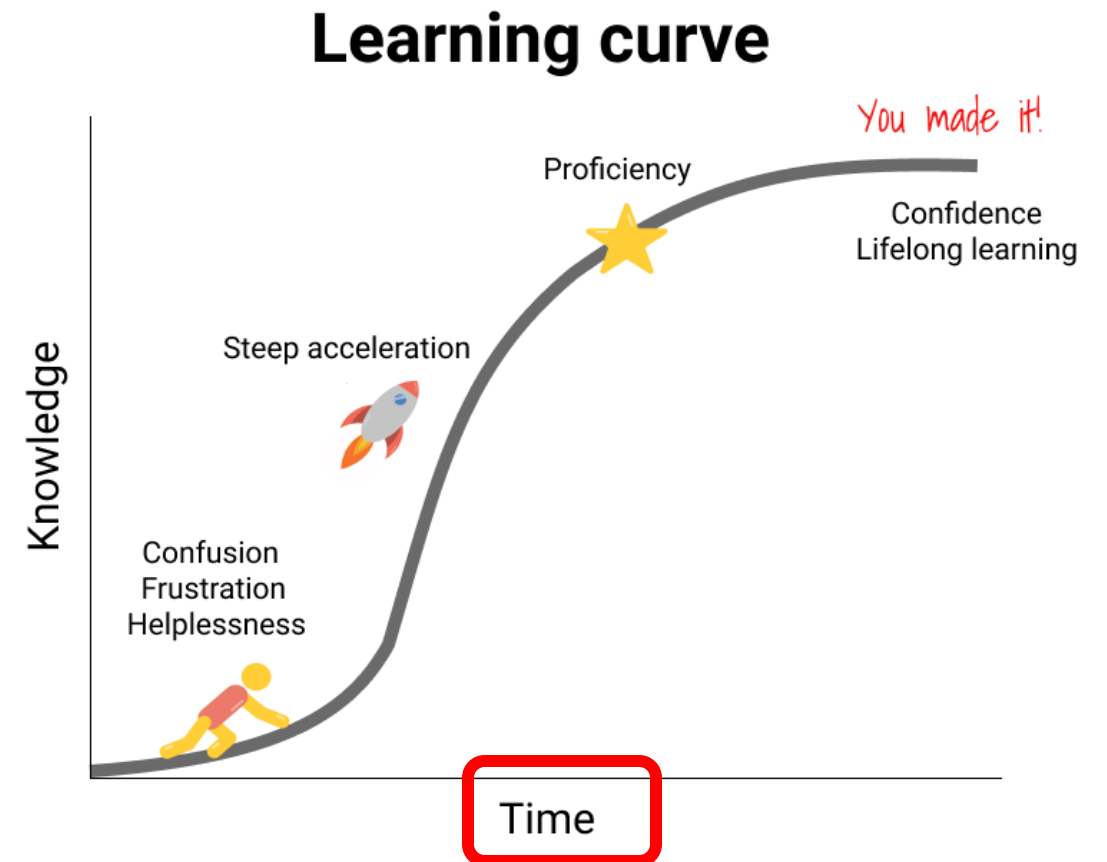 Learning curve
You made it!
Proficiency
Confidence
Lifelong learning
Steep acceleration
Knowledge
Confusion
Frustration
Helplessness
Time